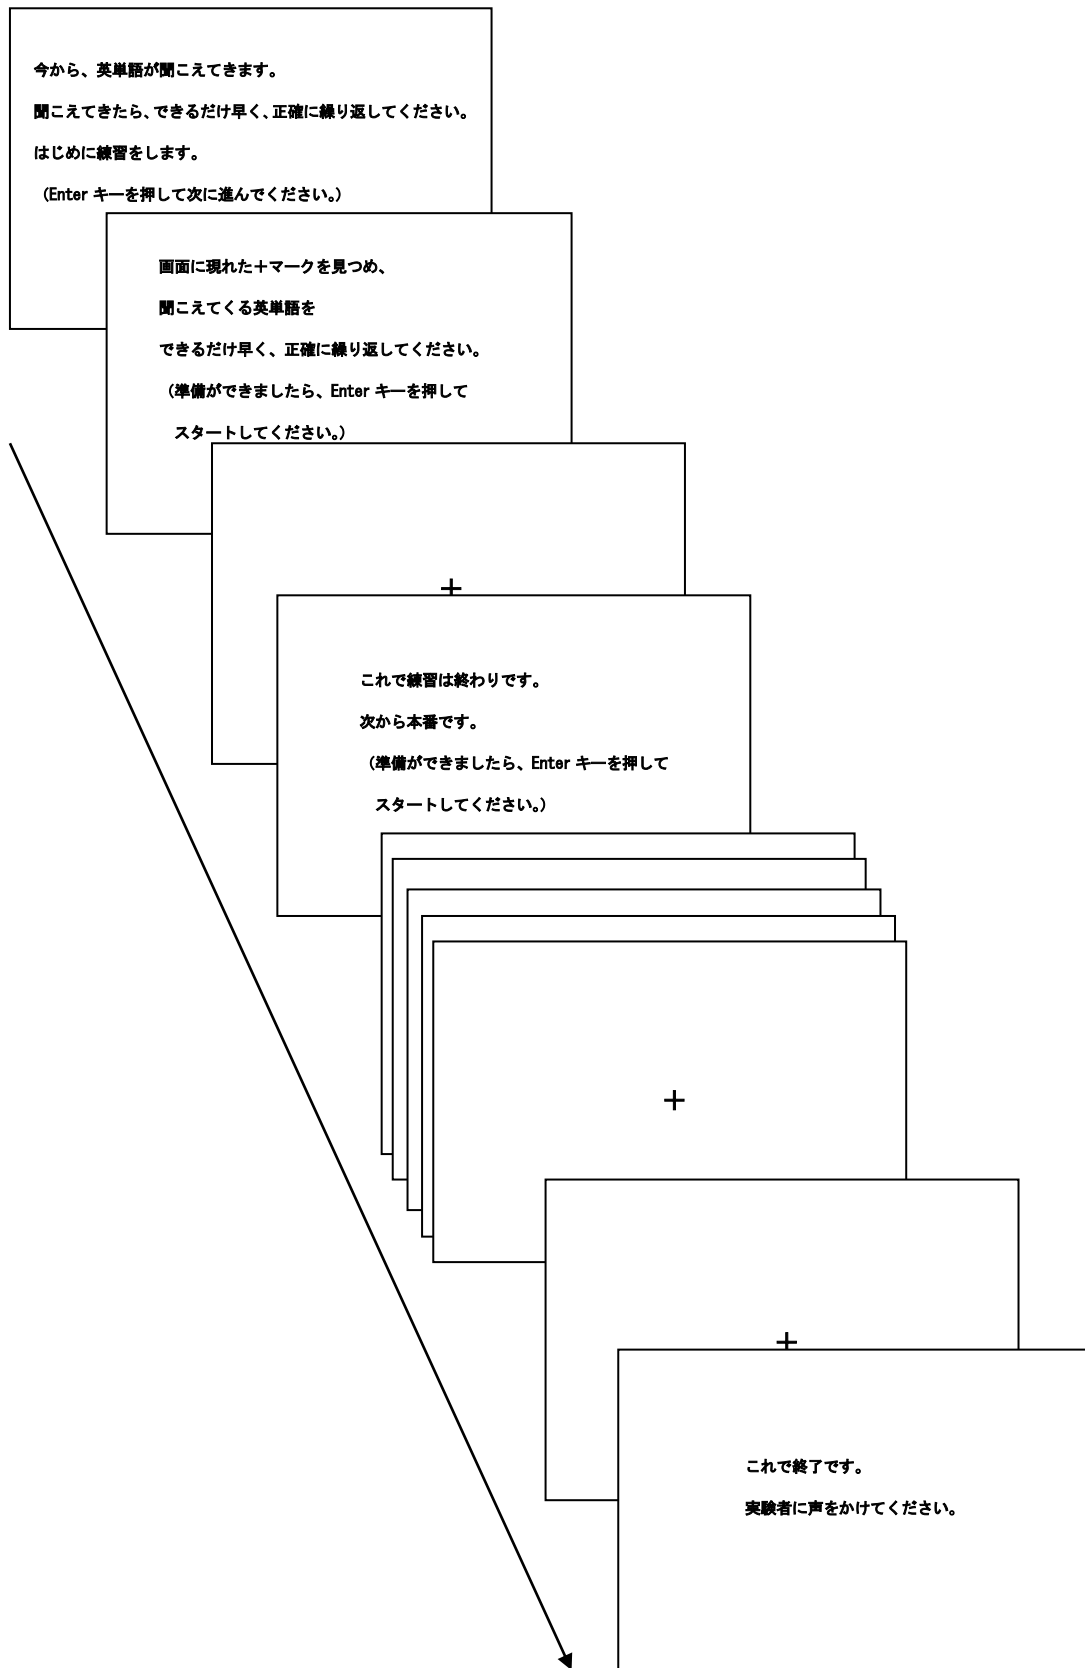 今から、英単語が聞こえてきます。
聞こえてきたら、できるだけ早く、正確に繰り返してください。
はじめに練習をします。
（Enter キーを押して次に進んでください。）
画面に現れた＋マークを見つめ、
聞こえてくる英単語を
できるだけ早く、正確に繰り返してください。
（準備ができましたら、Enter キーを押して
スタートしてください。）
＋
これで練習は終わりです。
次から本番です。
（準備ができましたら、Enter キーを押して
スタートしてください。）
＋
＋
これで終了です。
実験者に声をかけてください。